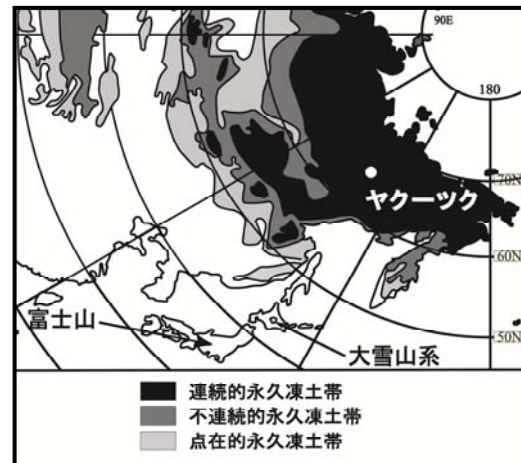 90E
180
70N
ヤクーツク
60N
富士山
大雪山系
50N
連続的永久凍土帯
不連続的永久凍土帯
点在的永久凍土帯